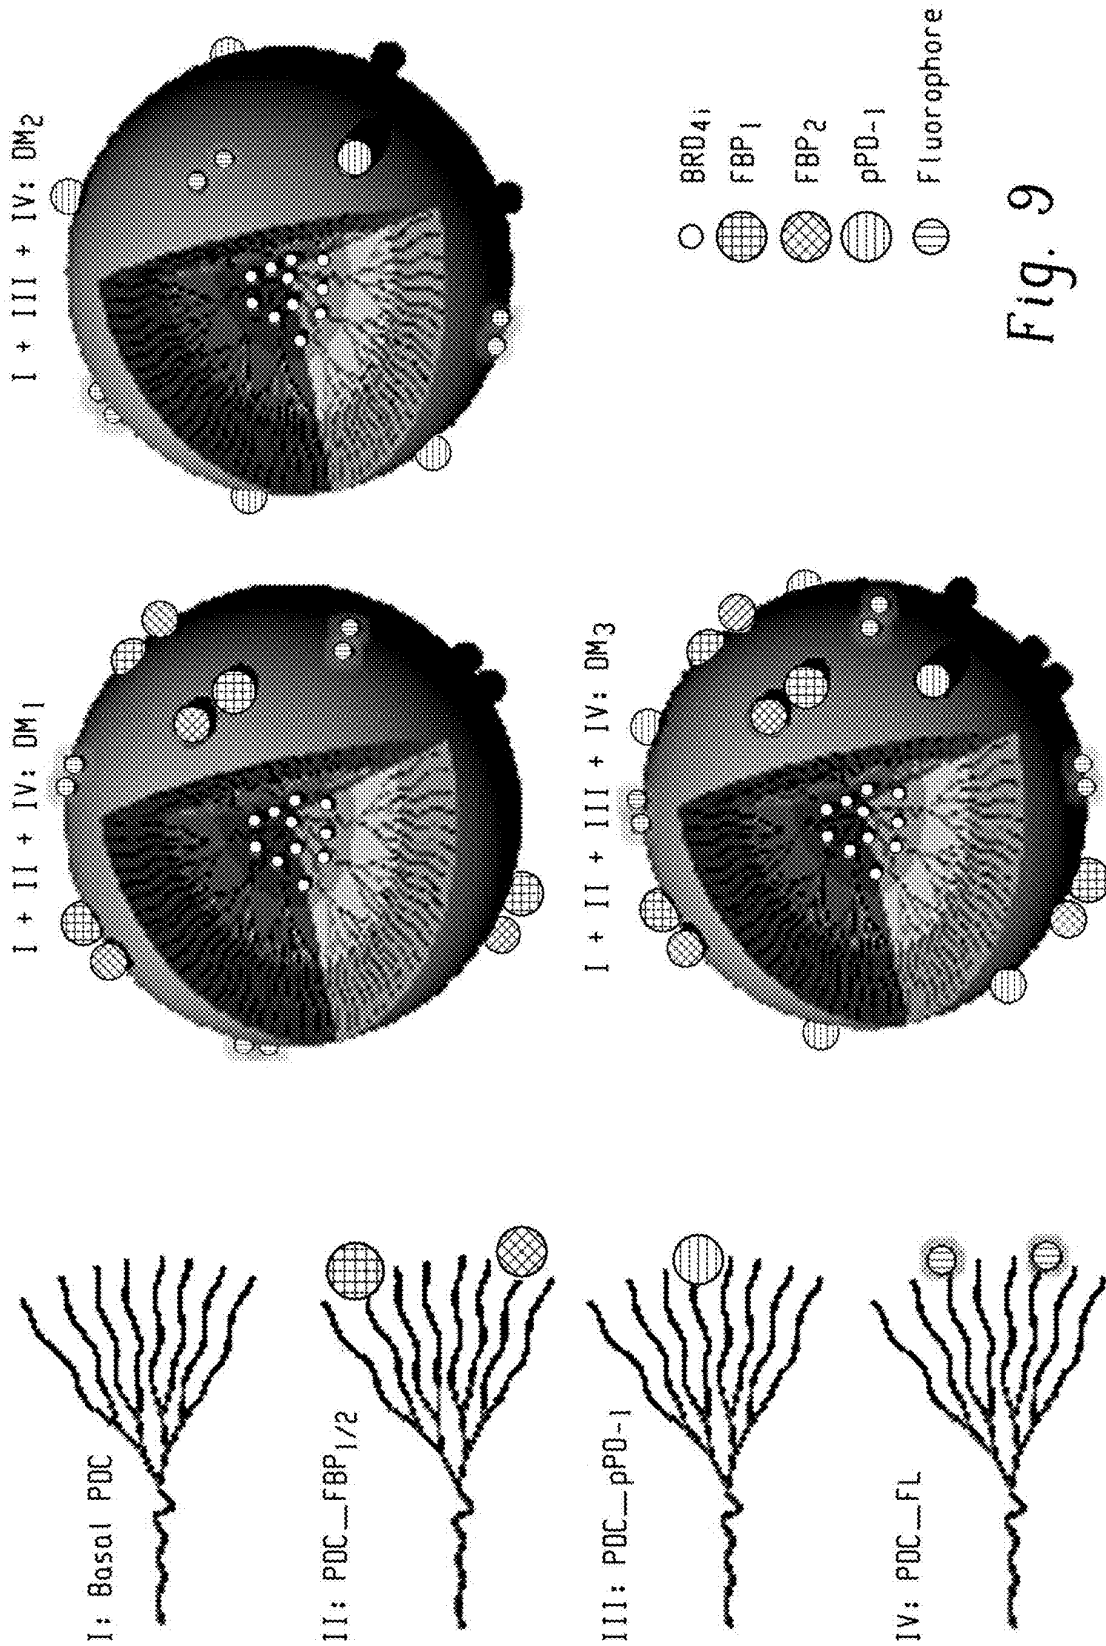 I: Basal PDC
I + II + IV: DM1
I + III + IV: DM2
II: PDC_FBP1/2
III: PDC_pPD-1
I + II + III + IV: DM3
BRD4i
FBP1
FBP2
pPD-1
Fluorophore
IV: PDC_FL
Fig. 9